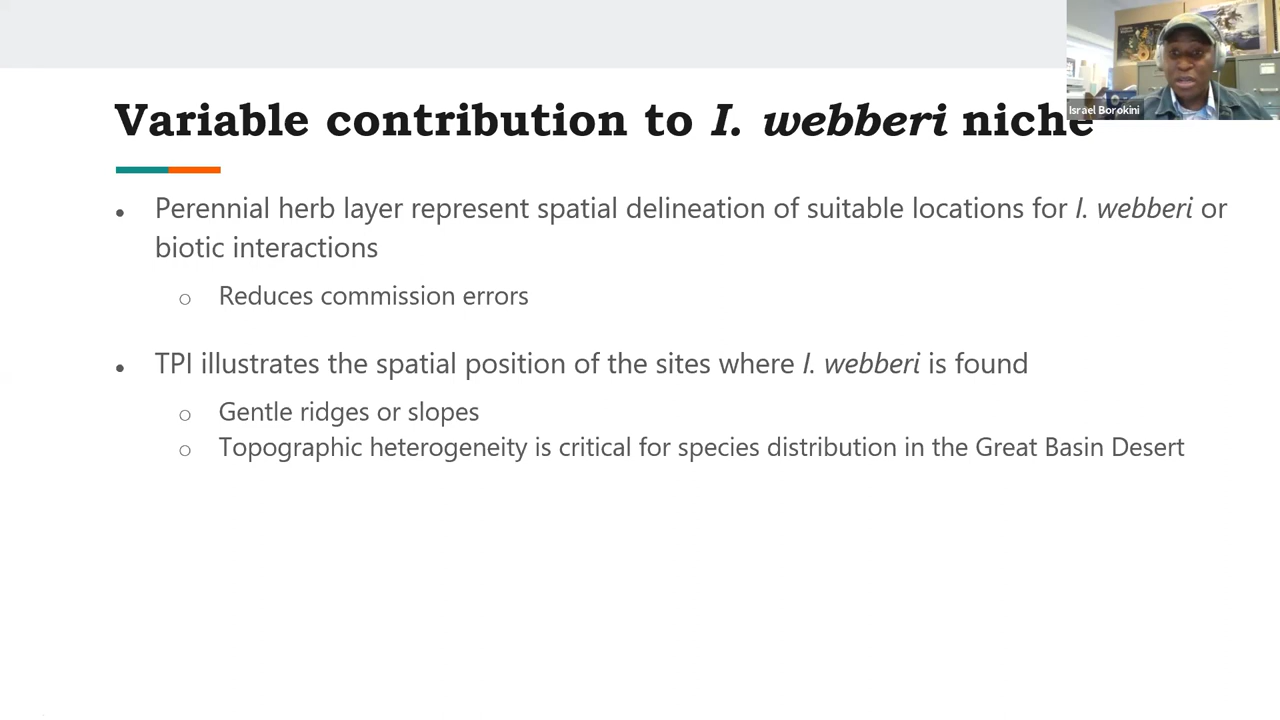 Variable contribution to I. webberi niche
Israel Borokini
● Perennial herb layer represent spatial delineation of suitable locations for I. webberi or
biotic interactions
○ Reduces commission errors
● TPI illustrates the spatial position of the sites where I. webberi is found
○ Gentle ridges or slopes
○ Topographic heterogeneity is critical for species distribution in the Great Basin Desert